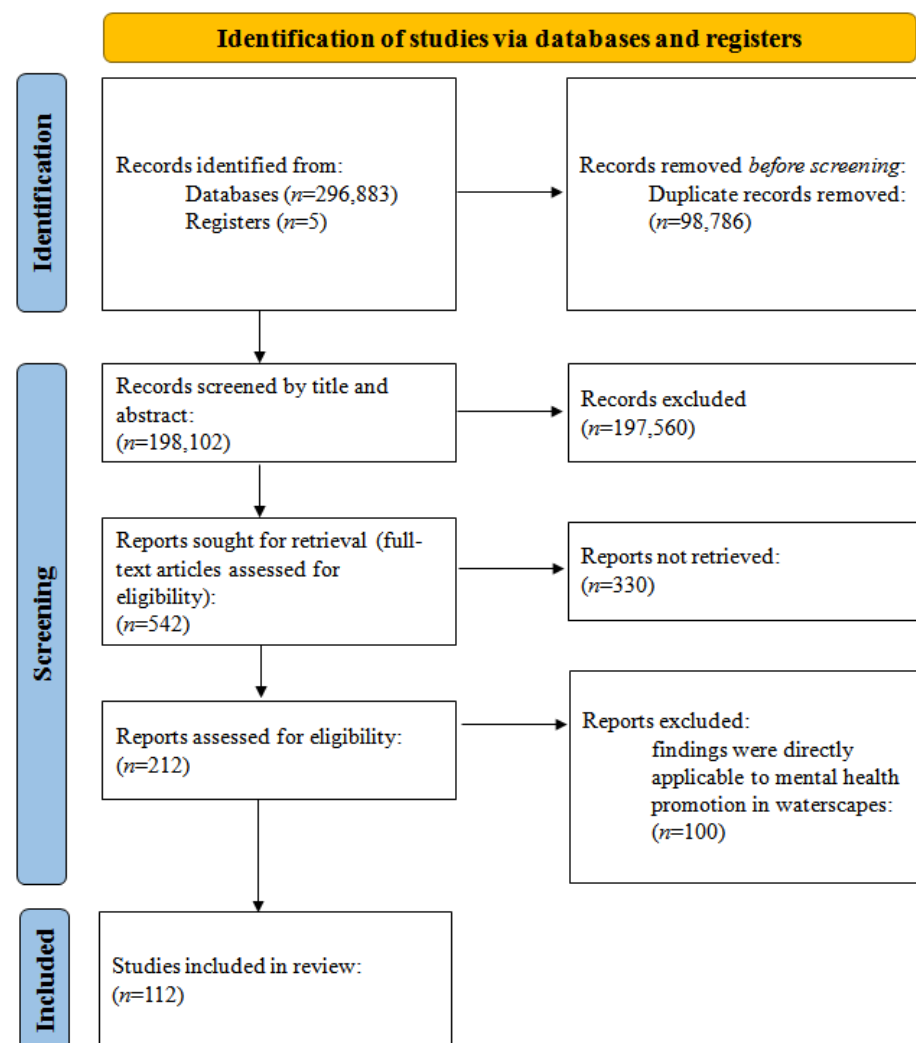 Identification of studies via databases and registers
Identification
Records identified from:
Databases (n=296,883)
Registers (n=5)
Records removed before screening:
Duplicate records removed:
(n=98,786)
Screening
Records screened by title and
abstract:
(n=198,102)
Records excluded
(n=197,560)
Reports sought for retrieval (full-
text articles assessed for
eligibility):
(n=542)
Reports not retrieved:
(n=330)
Reports assessed for eligibility:
(n=212)
Reports excluded:
findings were directly
applicable to mental health
promotion in waterscapes:
(n=100)
Included
Studies included in review:
(n=112)